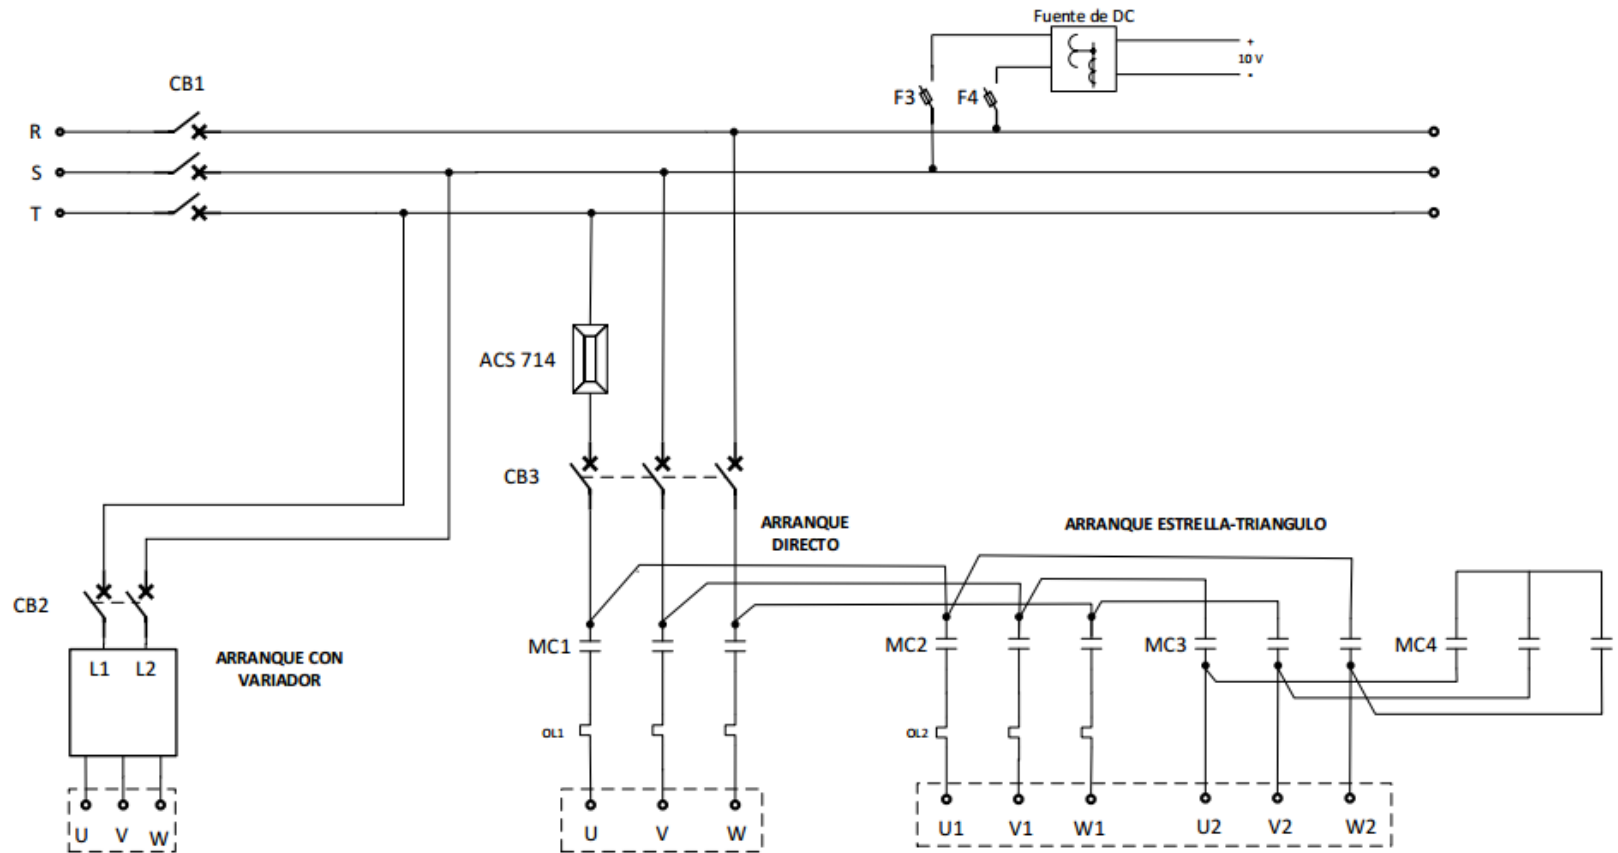 Fuente de DC
+
10 V
-
CB1
F3
F4
R
S
T
ACS 714
CB3
ARRANQUE
DIRECTO
ARRANQUE ESTRELLA-TRIANGULO
CB2
MC1
MC2
MC3
MC4
L1
L2
ARRANQUE CON
VARIADOR
OL1
OL2
U
V
W
U
V
W
U1
V1
W1
U2
V2
W2